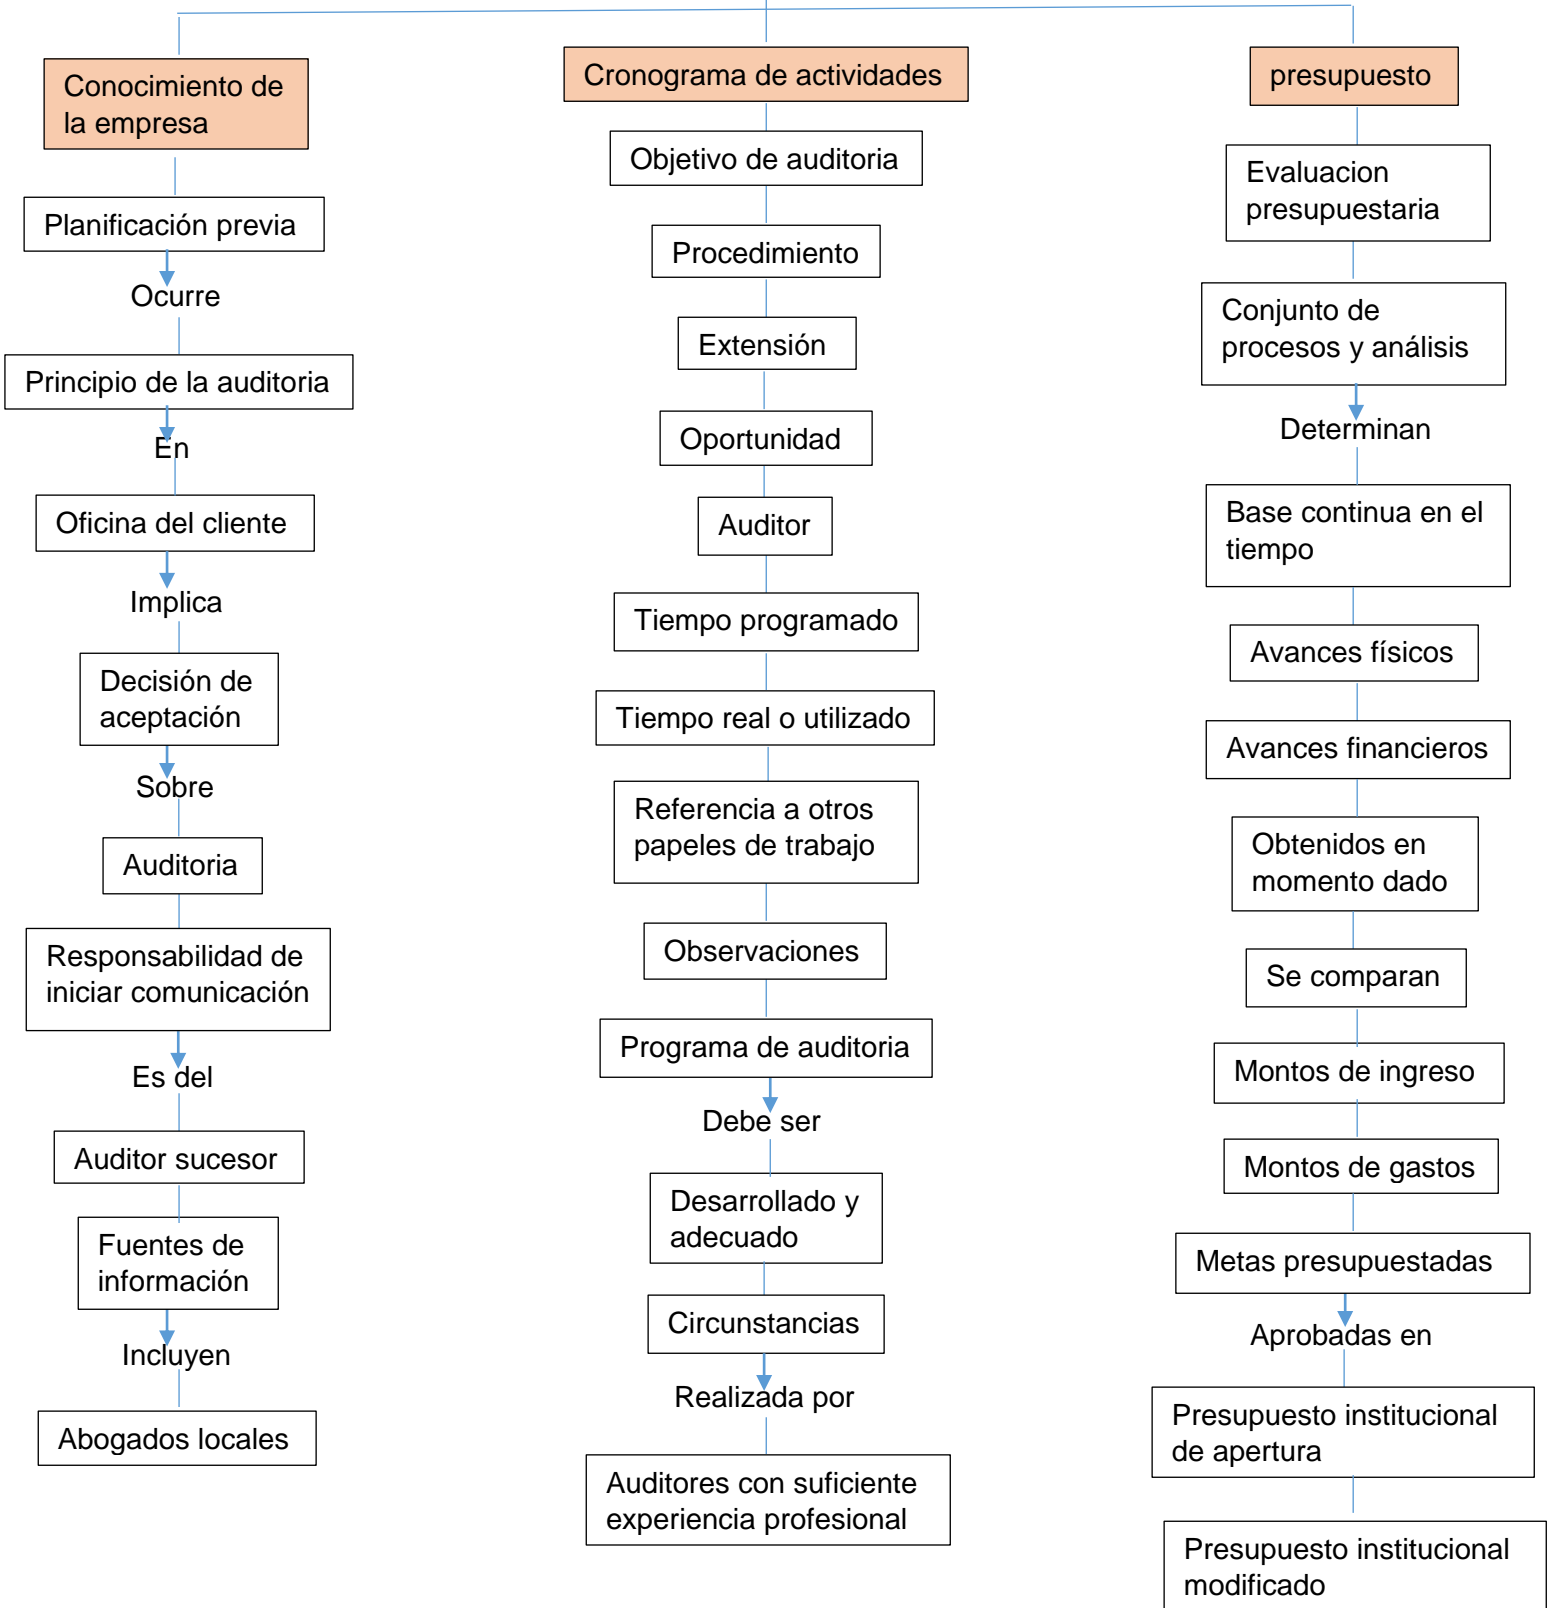 Conocimiento de
la empresa
Planificación previa
Ocurre
Principio de la auditoria
En
Oficina del cliente
Implica
Decisión de
aceptación
Sobre
Auditoria
Responsabilidad de
iniciar comunicación
Es del
Auditor sucesor
Fuentes de
información
Incluyen
Abogados locales
Cronograma de actividades
Objetivo de auditoria
Procedimiento
Extensión
Oportunidad
Auditor
Tiempo programado
Tiempo real o utilizado
Referencia a otros
papeles de trabajo
Observaciones
Programa de auditoria
Debe ser
Desarrollado y
adecuado
Circunstancias
Realizada por
Auditores con suficiente
experiencia profesional
presupuesto
Evaluacion
presupuestaria
Conjunto de
procesos y análisis
Determinan
Base continua en el
tiempo
Avances físicos
Avances financieros
Obtenidos en
momento dado
Se comparan
Montos de ingreso
Montos de gastos
Metas presupuestadas
Aprobadas en
Presupuesto institucional
de apertura
Presupuesto institucional
modificado